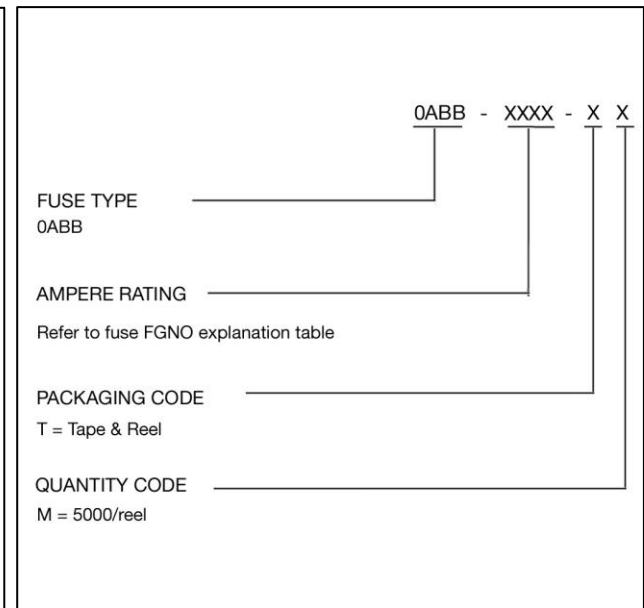 0ABB - XXXX - X X
FUSE TYPE
0ABB
AMPERE RATING
Refer to fuse FGNO explanation table
PACKAGING CODE
T = Tape & Reel
QUANTITY CODE
M = 5000/reel